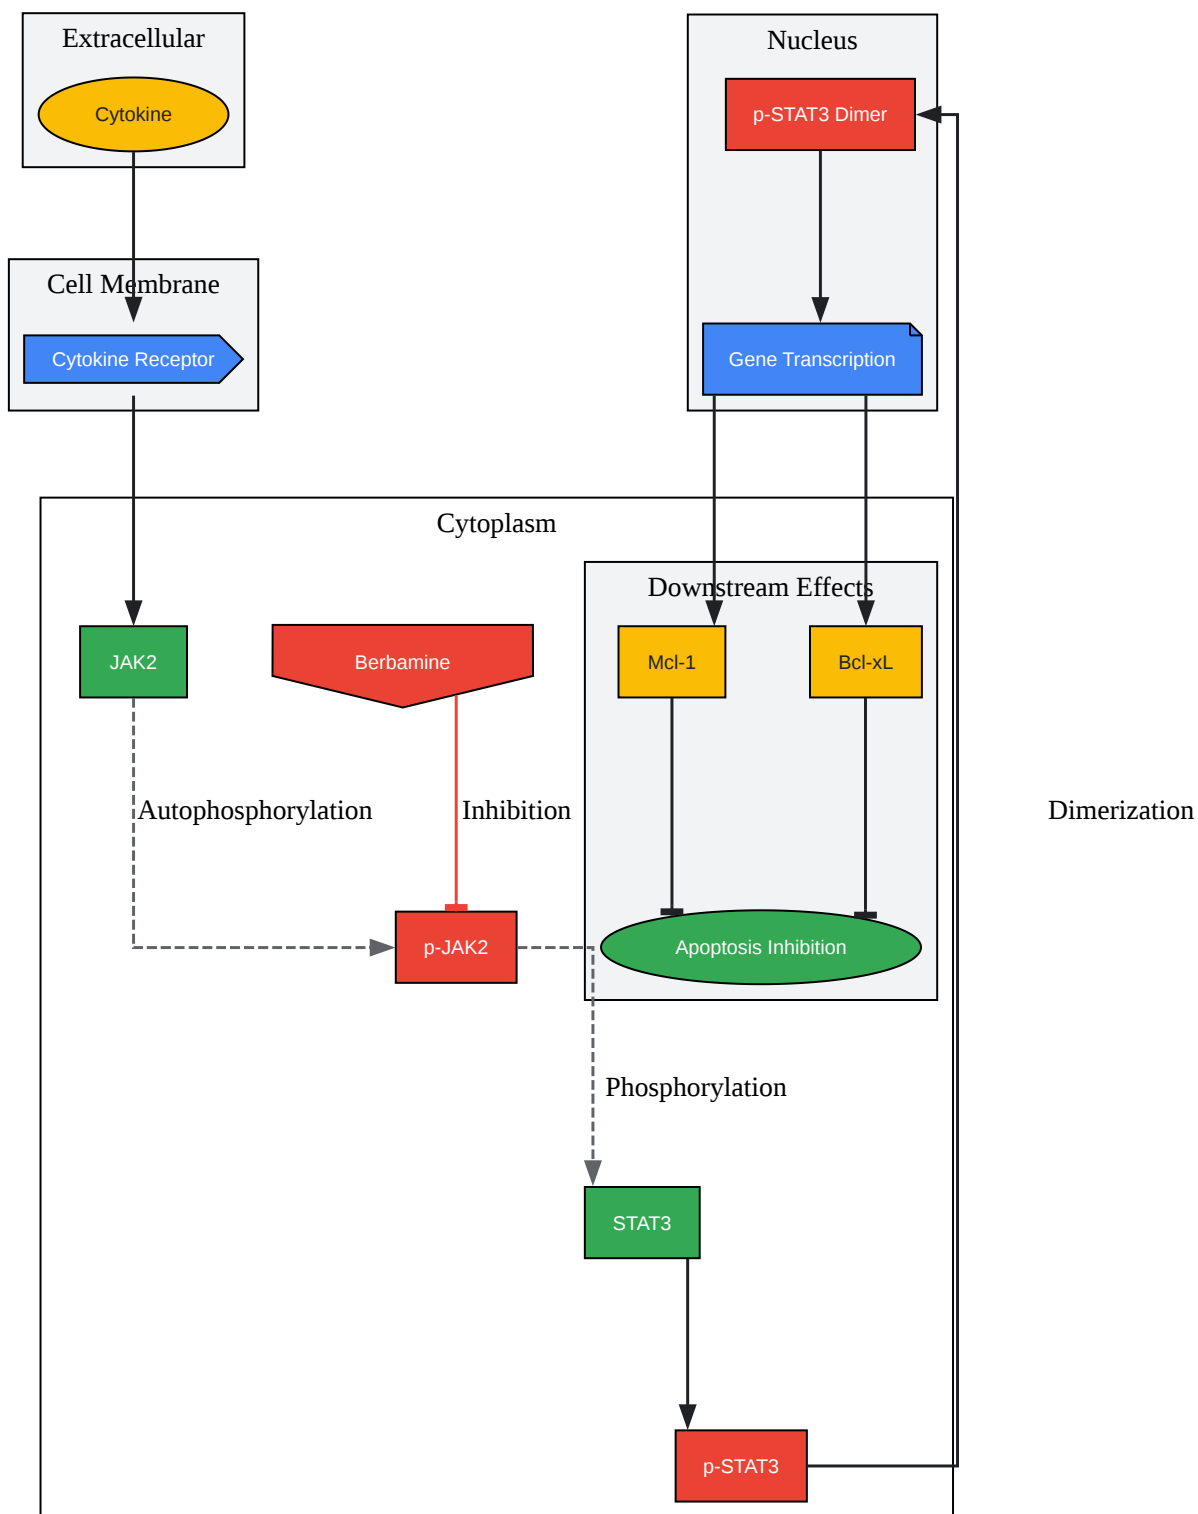 Extracellular
Cytokine
Nucleus
p-STAT3 Dimer
Cell Membrane
Cytokine Receptor
Gene Transcription
Cytoplasm
Downstream Effects
JAK2
Berbamine
Mcl-1
Bcl-xL
Autophosphorylation
Inhibition
Dimerization
p-JAK2
Apoptosis Inhibition
Phosphorylation
STAT3
p-STAT3